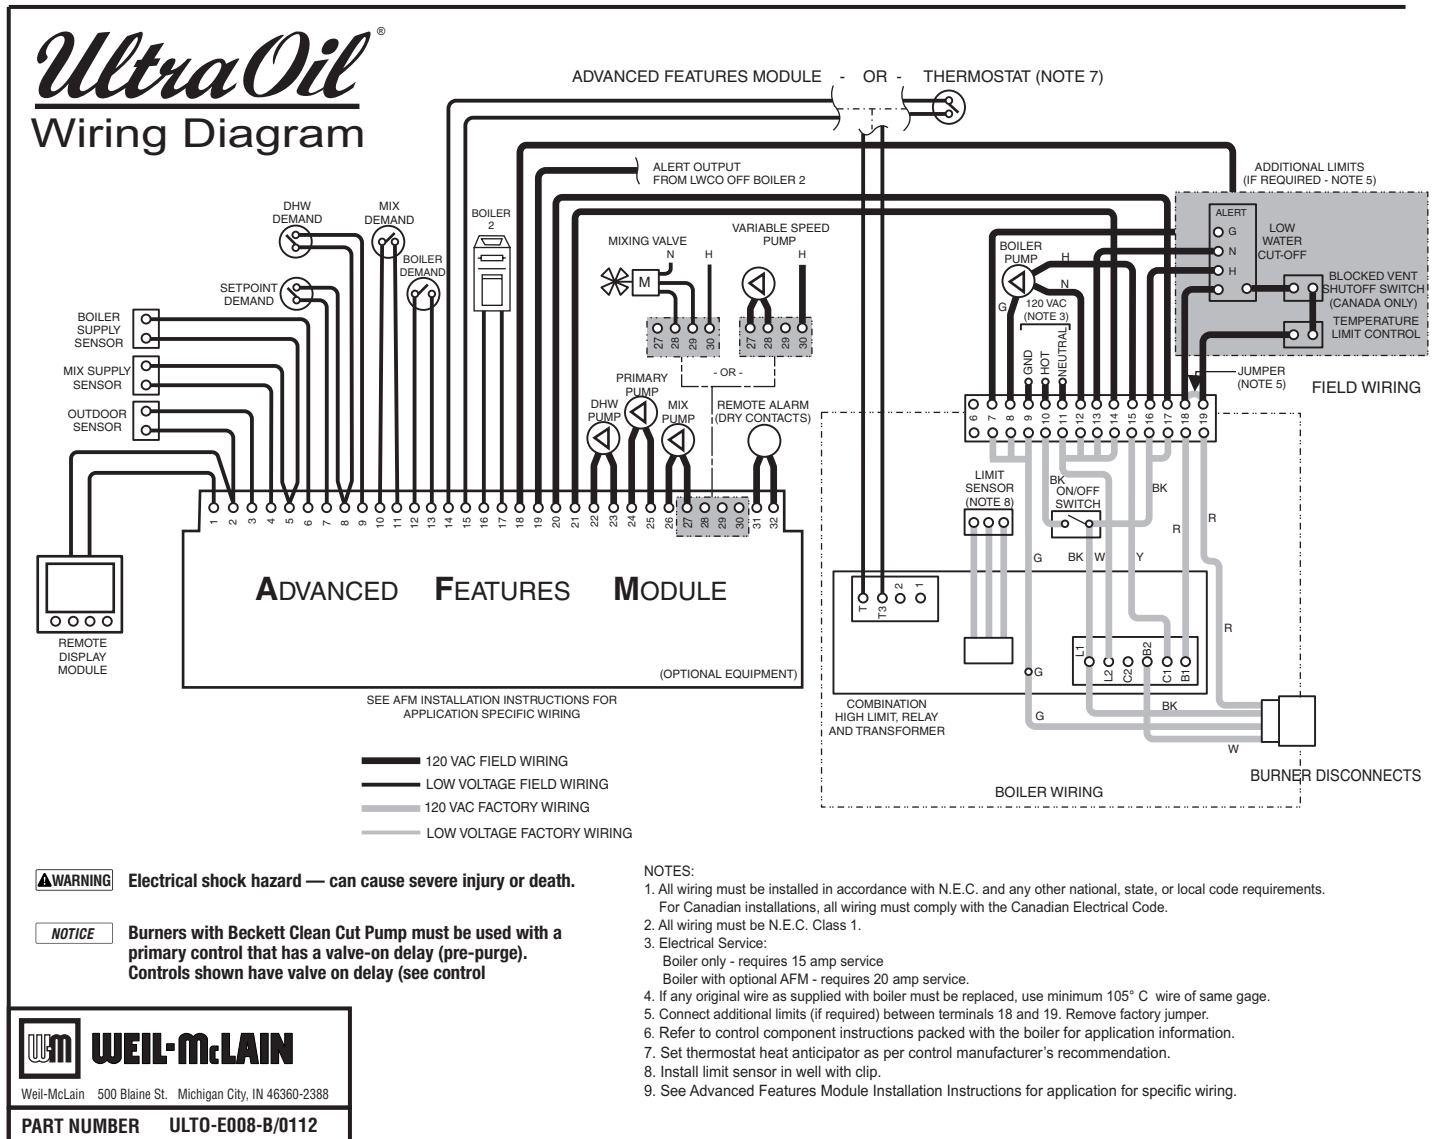 UltraOil®
Wiring Diagram
ADVANCED FEATURES MODULE - OR - THERMOSTAT (NOTE 7)
ALERT OUTPUT
FROM LWCO OFF BOILER 2
ADDITIONAL LIMITS
(IF REQUIRED - NOTE 5)
DHW
DEMAND
MIX
DEMAND
BOILER
2
BOILER
DEMAND
SETPOINT
DEMAND
BOILER
SUPPLY
SENSOR
MIX SUPPLY
SENSOR
OUTDOOR
SENSOR
MIXING VALVE
N
H
M
27
28
29
30
VARIABLE SPEED
PUMP
H
27
28
29
30
- OR -
PRIMARY
PUMP
DHW
PUMP
MIX
PUMP
REMOTE ALARM
(DRY CONTACTS)
BOILER
PUMP
H
N
G
120 VAC
(NOTE 3)
GND
HOT
NEUTRAL
ALERT
G
N
H
LOW
WATER
CUT-OFF
BLOCKED VENT
SHUTOFF SWITCH
(CANADA ONLY)
TEMPERATURE
LIMIT CONTROL
JUMPER
(NOTE 5)
FIELD WIRING
6 7 8 9 10 11 12 13 14 15 16 17 18 19
1 2 3 4 5 6 7 8 9 10 11 12 13 14 15 16 17 18 19 20 21 22 23 24 25 26 27 28 29 30 31 32
ADVANCED FEATURES MODULE
(OPTIONAL EQUIPMENT)
SEE AFM INSTALLATION INSTRUCTIONS FOR
APPLICATION SPECIFIC WIRING
REMOTE
DISPLAY
MODULE
LIMIT
SENSOR
(NOTE 8)
BK
ON/OFF
SWITCH
BK
R
R
G
BK
W
Y
T
T3
2
1
L1
L2
C2
B2
C1
B1
R
G
BK
G
W
COMBINATION
HIGH LIMIT, RELAY
AND TRANSFORMER
BURNER DISCONNECTS
BOILER WIRING
120 VAC FIELD WIRING
LOW VOLTAGE FIELD WIRING
120 VAC FACTORY WIRING
LOW VOLTAGE FACTORY WIRING
WARNING Electrical shock hazard — can cause severe injury or death.
NOTICE Burners with Beckett Clean Cut Pump must be used with a
primary control that has a valve-on delay (pre-purge).
Controls shown have valve on delay (see control
NOTES:
1. All wiring must be installed in accordance with N.E.C. and any other national, state, or local code requirements.
For Canadian installations, all wiring must comply with the Canadian Electrical Code.
2. All wiring must be N.E.C. Class 1.
3. Electrical Service:
Boiler only - requires 15 amp service
Boiler with optional AFM - requires 20 amp service.
4. If any original wire as supplied with boiler must be replaced, use minimum 105° C wire of same gage.
5. Connect additional limits (if required) between terminals 18 and 19. Remove factory jumper.
6. Refer to control component instructions packed with the boiler for application information.
7. Set thermostat heat anticipator as per control manufacturer's recommendation.
8. Install limit sensor in well with clip.
9. See Advanced Features Module Installation Instructions for application for specific wiring.
WM WEIL-McLAIN
Weil-McLain 500 Blaine St. Michigan City, IN 46360-2388
PART NUMBER ULTO-E008-B/0112